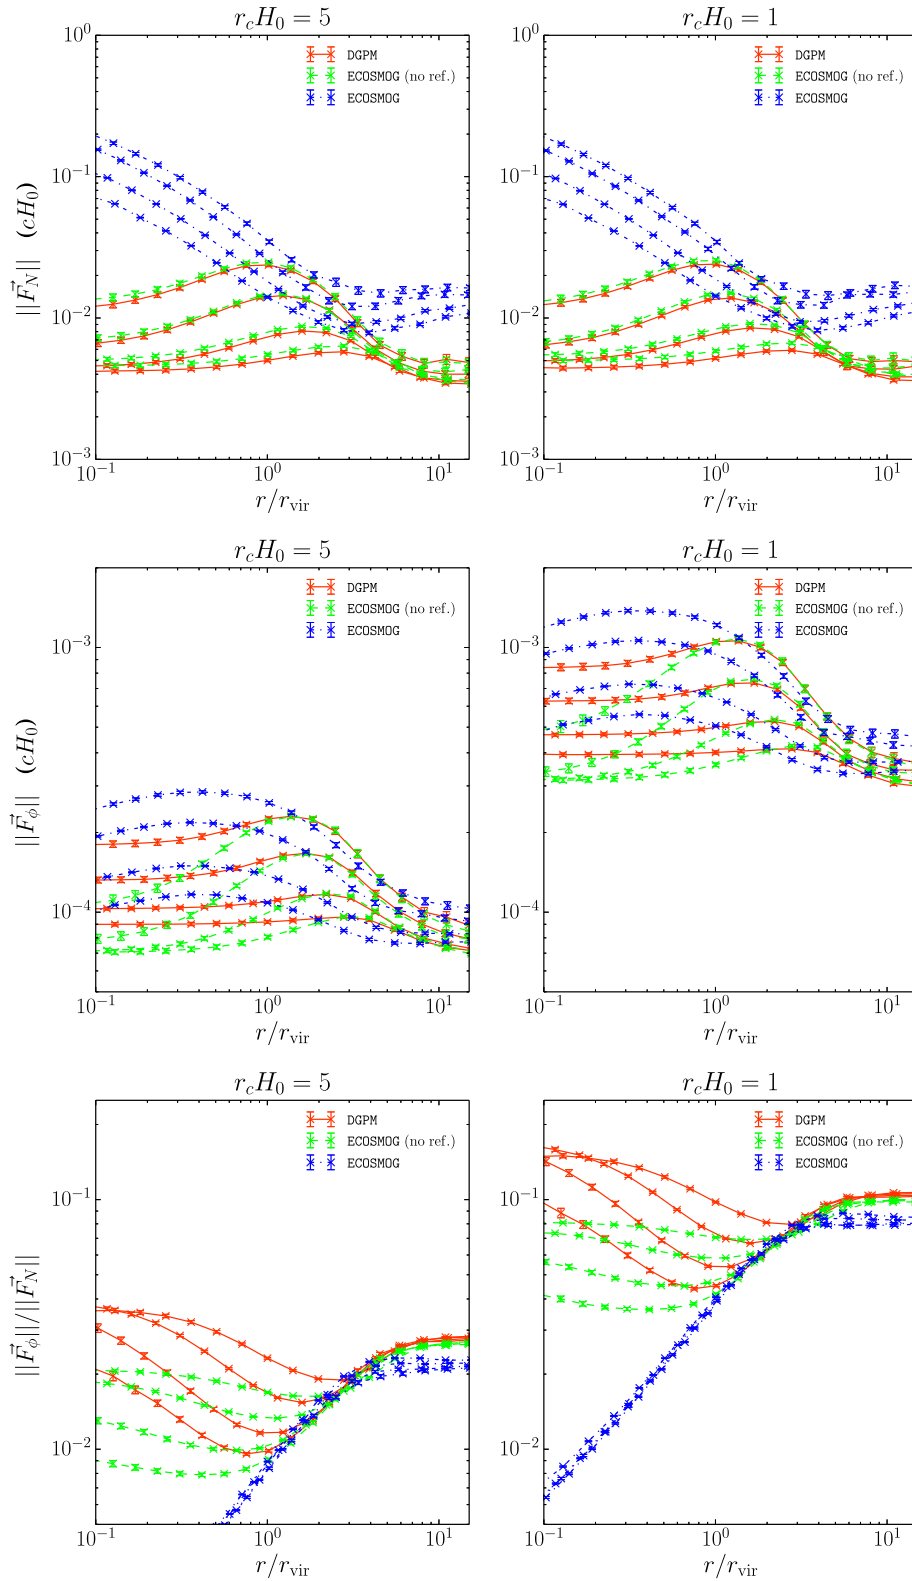 r_cH_0 = 5
r_cH_0 = 1
DGPM
ECOSMOG (no ref.)
ECOSMOG
DGPM
ECOSMOG (no ref.)
ECOSMOG
||F⃗_N|| (cH_0)
10^0
10^−1
10^−2
10^−3
10^−1
10^0
10^1
r/r_vir
10^0
10^−1
10^−2
10^−3
10^−1
10^0
10^1
r/r_vir
r_cH_0 = 5
r_cH_0 = 1
DGPM
ECOSMOG (no ref.)
ECOSMOG
DGPM
ECOSMOG (no ref.)
ECOSMOG
||F⃗_ϕ|| (cH_0)
10^−3
10^−4
10^−1
10^0
10^1
r/r_vir
10^−3
10^−4
10^−1
10^0
10^1
r/r_vir
r_cH_0 = 5
r_cH_0 = 1
DGPM
ECOSMOG (no ref.)
ECOSMOG
DGPM
ECOSMOG (no ref.)
ECOSMOG
||F⃗_ϕ||/||F⃗_N||
10^−1
10^−2
10^−1
10^0
10^1
r/r_vir
10^−1
10^−2
10^−1
10^0
10^1
r/r_vir